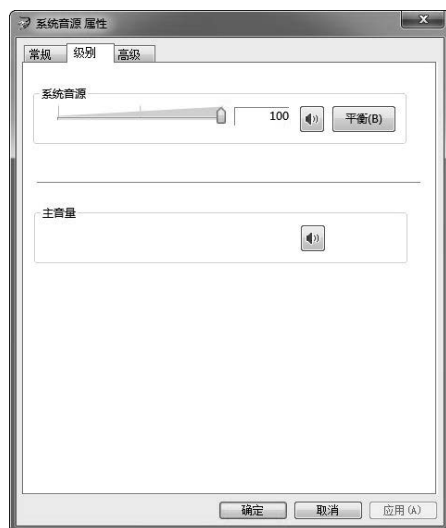 系统音源 属性
常规 级别 高级
系统音源
100 平衡(B)
主音量
确定 取消 应用(A)